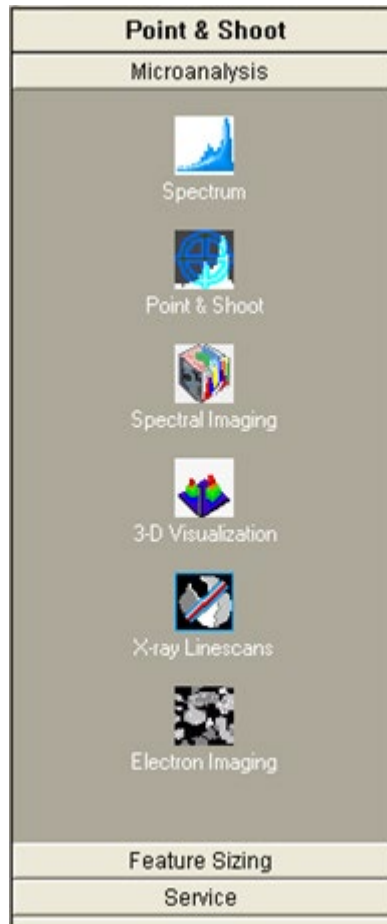 Point & Shoot
Microanalysis
Spectrum
Point & Shoot
Spectral Imaging
3-D Visualization
X-ray Linescans
Electron Imaging
Feature Sizing
Service